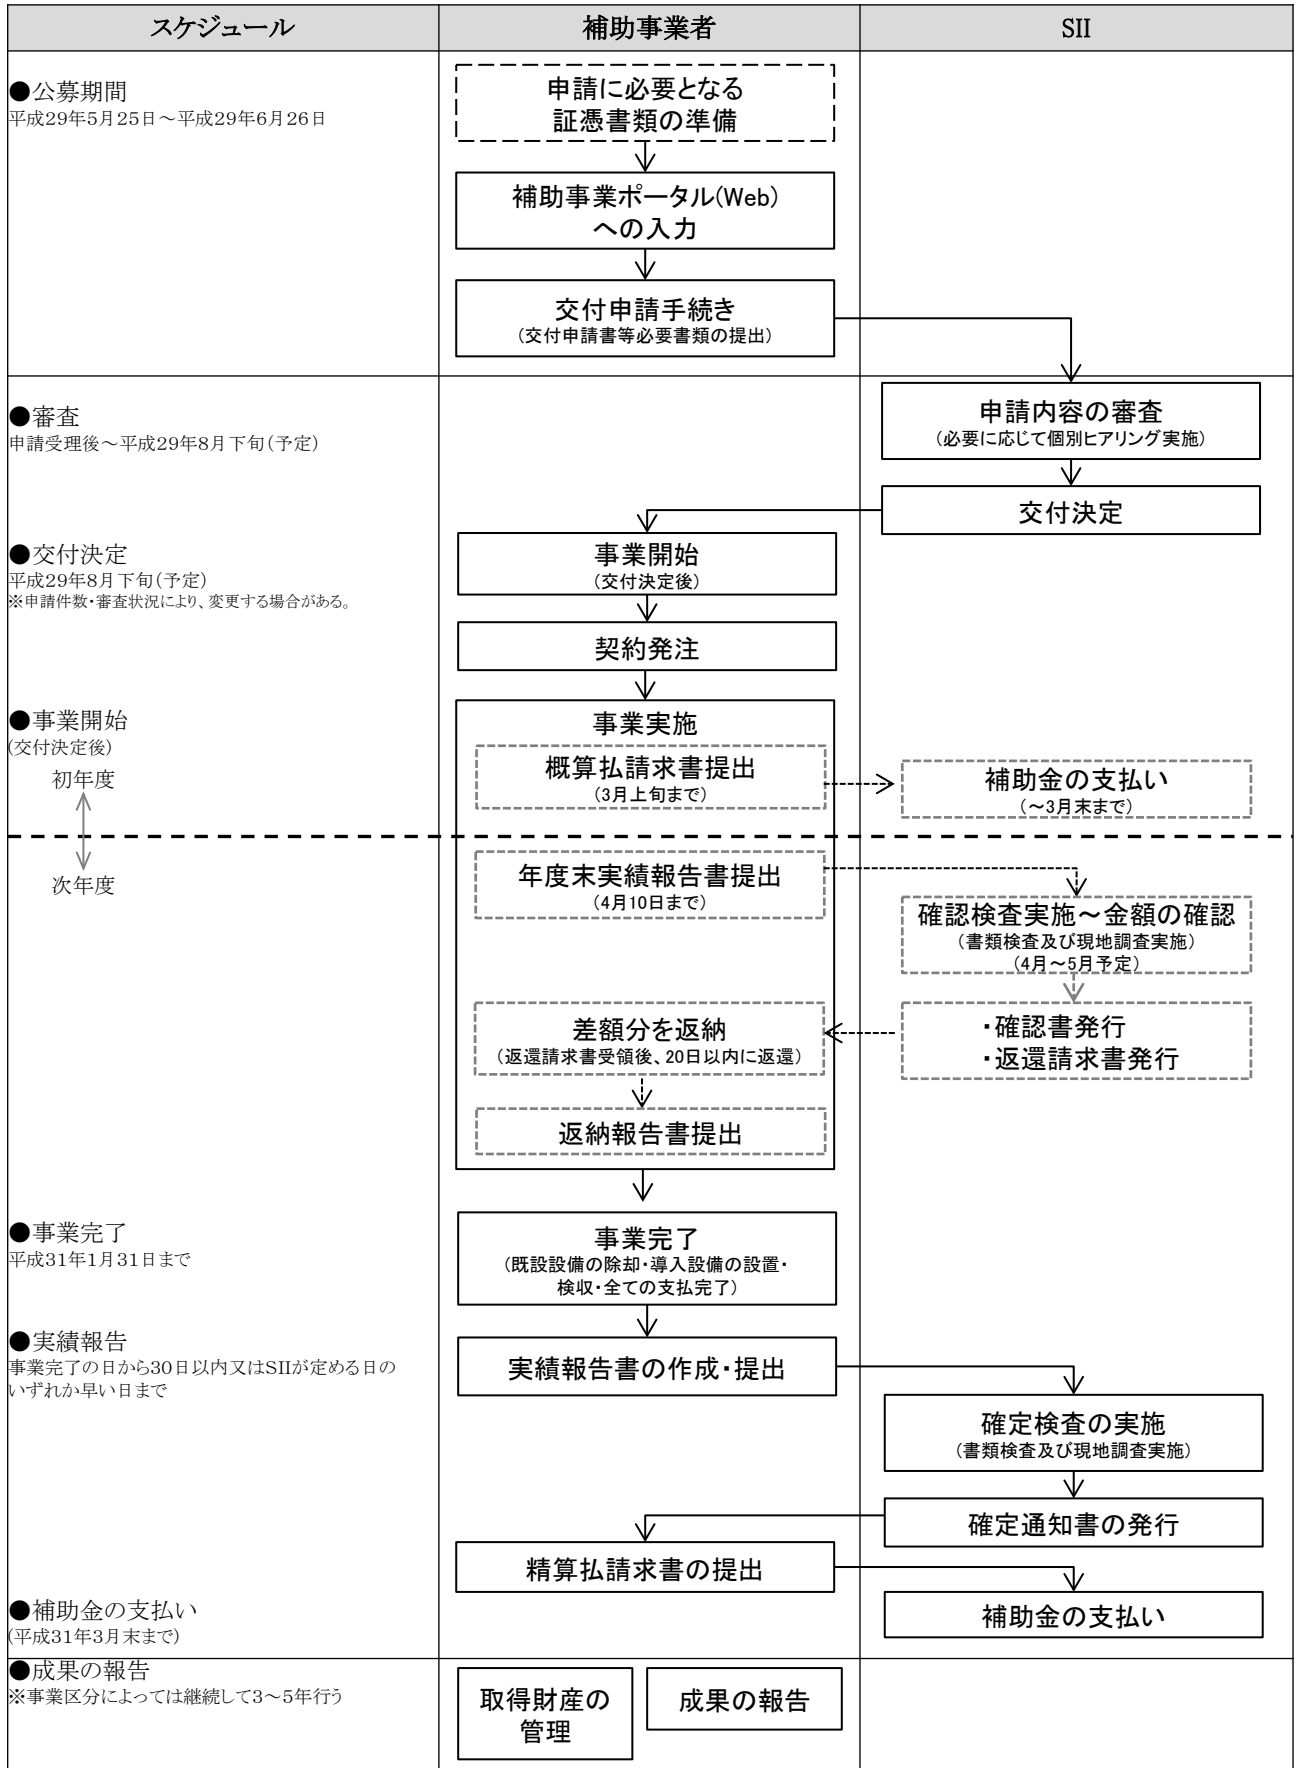 スケジュール
補助事業者
SII
●公募期間
平成29年5月25日～平成29年6月26日
申請に必要となる
証憑書類の準備
補助事業ポータル(Web)
への入力
交付申請手続き
(交付申請書等必要書類の提出)
●審査
申請受理後～平成29年8月下旬(予定)
申請内容の審査
(必要に応じて個別ヒアリング実施)
交付決定
●交付決定
平成29年8月下旬(予定)
※申請件数・審査状況により、変更する場合がある。
事業開始
(交付決定後)
契約発注
●事業開始
(交付決定後)
初年度
次年度
事業実施
概算払請求書提出
(3月上旬まで)
補助金の支払い
(～3月末まで)
年度末実績報告書提出
(4月10日まで)
確認検査実施～金額の確認
(書類検査及び現地調査実施)
(4月～5月予定)
・確認書発行
・返還請求書発行
差額分を返納
(返還請求書受領後、20日以内に返還)
返納報告書提出
●事業完了
平成31年1月31日まで
事業完了
(既設設備の除却・導入設備の設置・
検収・全ての支払完了)
●実績報告
事業完了の日から30日以内又はSIIが定める日の
いずれか早い日まで
実績報告書の作成・提出
確定検査の実施
(書類検査及び現地調査実施)
確定通知書の発行
精算払請求書の提出
●補助金の支払い
(平成31年3月末まで)
補助金の支払い
●成果の報告
※事業区分によっては継続して3～5年行う
取得財産の
管理
成果の報告